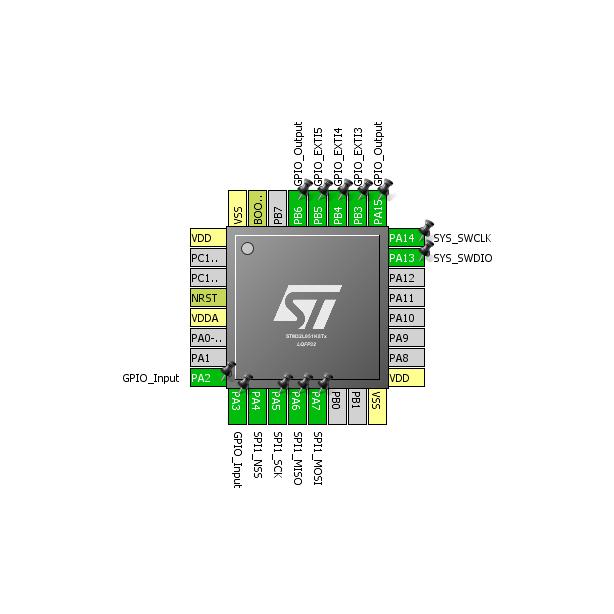 GPIO_Output
GPIO_EXTI5
GPIO_EXTI4
GPIO_EXTI3
GPIO_Output
VSS
BOO..
PB7
PB6
PB5
PB4
PB3
PA15
VDD
PC1..
PC1..
NRST
VDDA
PA0-..
PA1
GPIO_Input PA2
PA14 SYS_SWCLK
PA13 SYS_SWDIO
PA12
PA11
PA10
PA9
PA8
VDD
ST
STM32L051K8Tx
LQFP32
PA3
PA4
PA5
PA6
PA7
PB0
PB1
VSS
GPIO_Input
SPI1_NSS
SPI1_SCK
SPI1_MISO
SPI1_MOSI